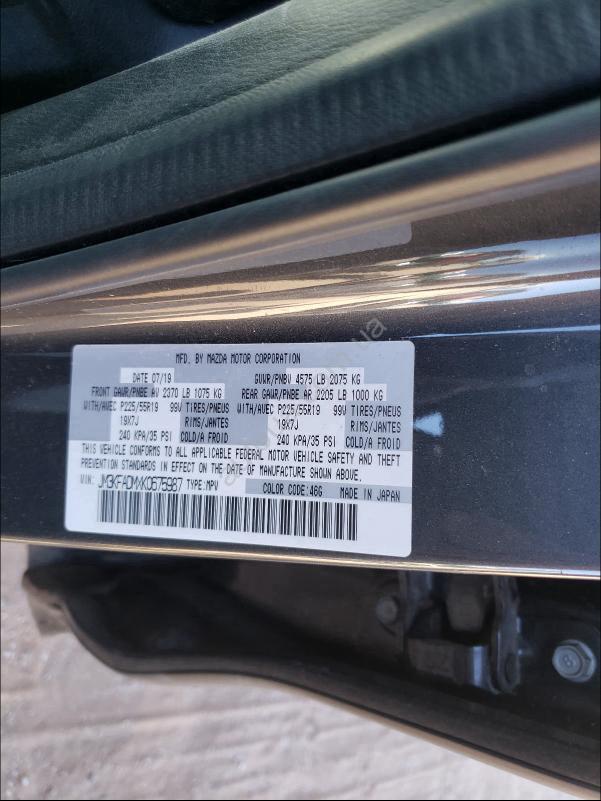 MFD. BY MAZDA MOTOR CORPORATION
DATE 07/19 GVWR/PNBV 4575 LB 2075 KG
FRONT GAWR/PNBE AV 2370 LB 1075 KG REAR GAWR/PNBE AR 2205 LB 1000 KG
WITH/AVEC P225/55R19 99V TIRES/PNEUS WITH/AVEC P225/55R19 99V TIRES/PNEUS
19X7J RIMS/JANTES 19X7J RIMS/JANTES
240 KPA/35 PSI COLD/A FROID 240 KPA/35 PSI COLD/A FROID
THIS VEHICLE CONFORMS TO ALL APPLICABLE FEDERAL MOTOR VEHICLE SAFETY AND THEFT
PREVENTION STANDARDS IN EFFECT ON THE DATE OF MANUFACTURE SHOWN ABOVE.
VIN: JM3KFADMXK0675987 TYPE:MPV COLOR CODE:46G MADE IN JAPAN
8